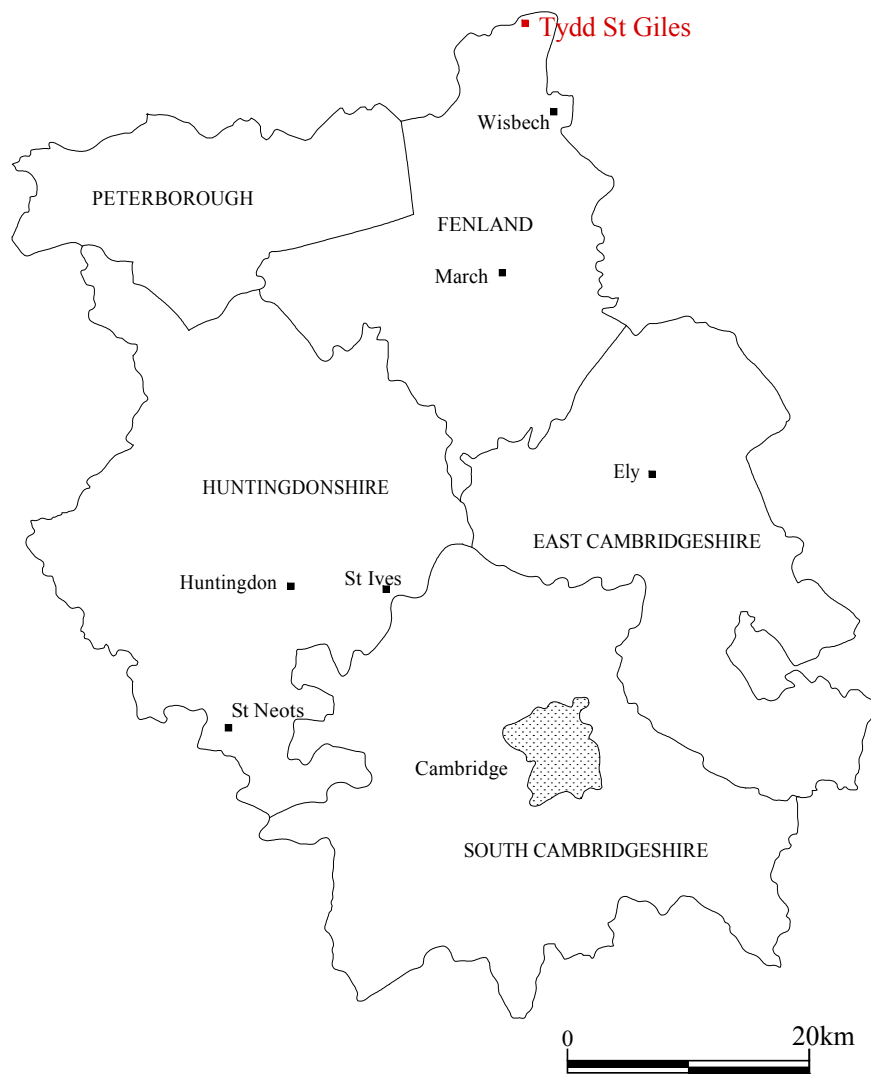 Tydd St Giles
Wisbech
PETERBOROUGH
FENLAND
March
Ely
HUNTINGDONSHIRE
EAST CAMBRIDGESHIRE
Huntingdon
St Ives
St Neots
Cambridge
SOUTH CAMBRIDGESHIRE
0
20km